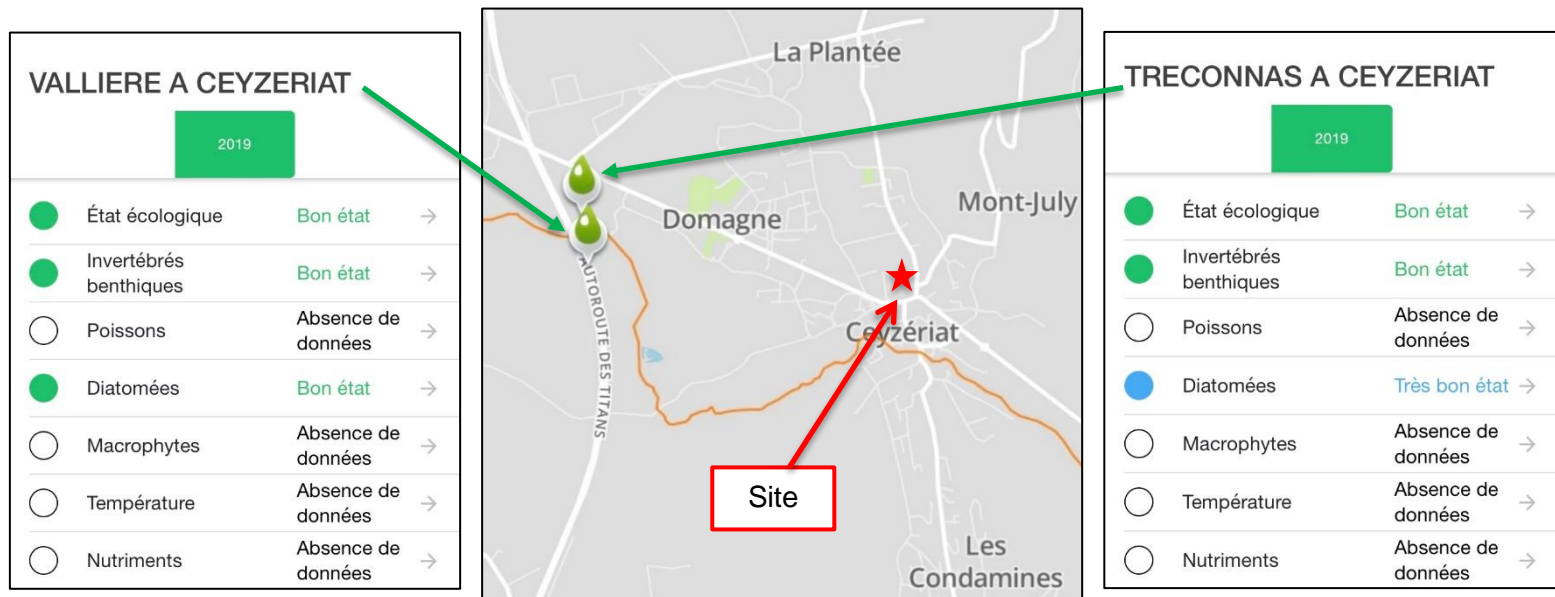 VALLIERE A CEYZERIAT
2019
État écologique Bon état
Invertébrés
benthiques Bon état
Poissons Absence de
données
Diatomées Bon état
Macrophytes Absence de
données
Température Absence de
données
Nutriments Absence de
données
La Plantée
Mont-July
Domagne
AUTOROUTE DES TITANS
Ceyzériat
Site
Les
Condamines
TRECONNAS A CEYZERIAT
2019
État écologique Bon état
Invertébrés
benthiques Bon état
Poissons Absence de
données
Diatomées Très bon état
Macrophytes Absence de
données
Température Absence de
données
Nutriments Absence de
données